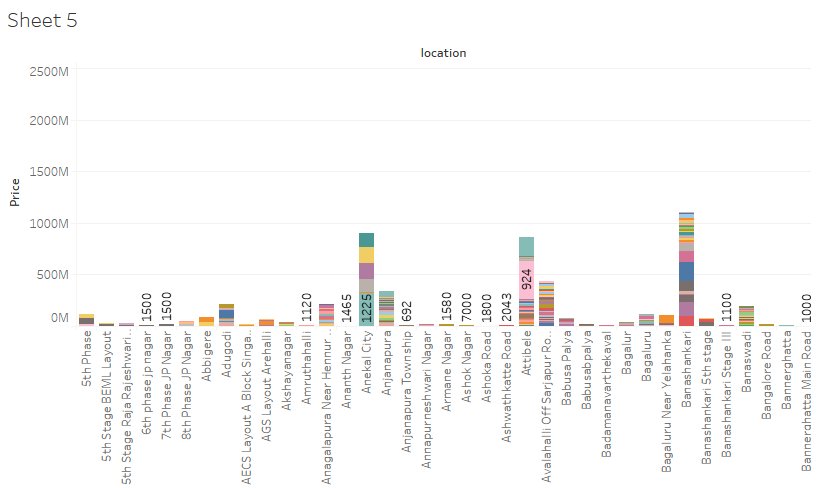 Sheet 5
location
2500M
2000M
1500M
1000M
500M
0M
Price
1500
1500
1120
1465
1225
692
1580
7000
1800
2043
924
1100
1000
5th Phase
5th Stage BEML Layout
5th Stage Raja Rajeshwari..
6th phase jp nagar
7th Phase JP Nagar
8th Phase JP Nagar
Abbigere
Adugodi
AECS Layout A Block Singa..
AGS Layout Arehalli
Akshayanagar
Amruthahalli
Anagalapura Near Hennur ..
Ananth Nagar
Anekal City
Anjanapura
Anjanapura Township
Annapurneshwari Nagar
Armane Nagar
Ashok Nagar
Ashoka Road
Ashwathkatte Road
Attibele
Avalahalli Off Sarjapur Ro..
Babusa Palya
Babusabpalya
Badamanavarthekaval
Bagalur
Bagaluru
Bagaluru Near Yelahanka
Banashankari
Banashankari 5th stage
Banashankari Stage III
Banaswadi
Bangalore Road
Bannerghatta
Bannerghatta Main Road